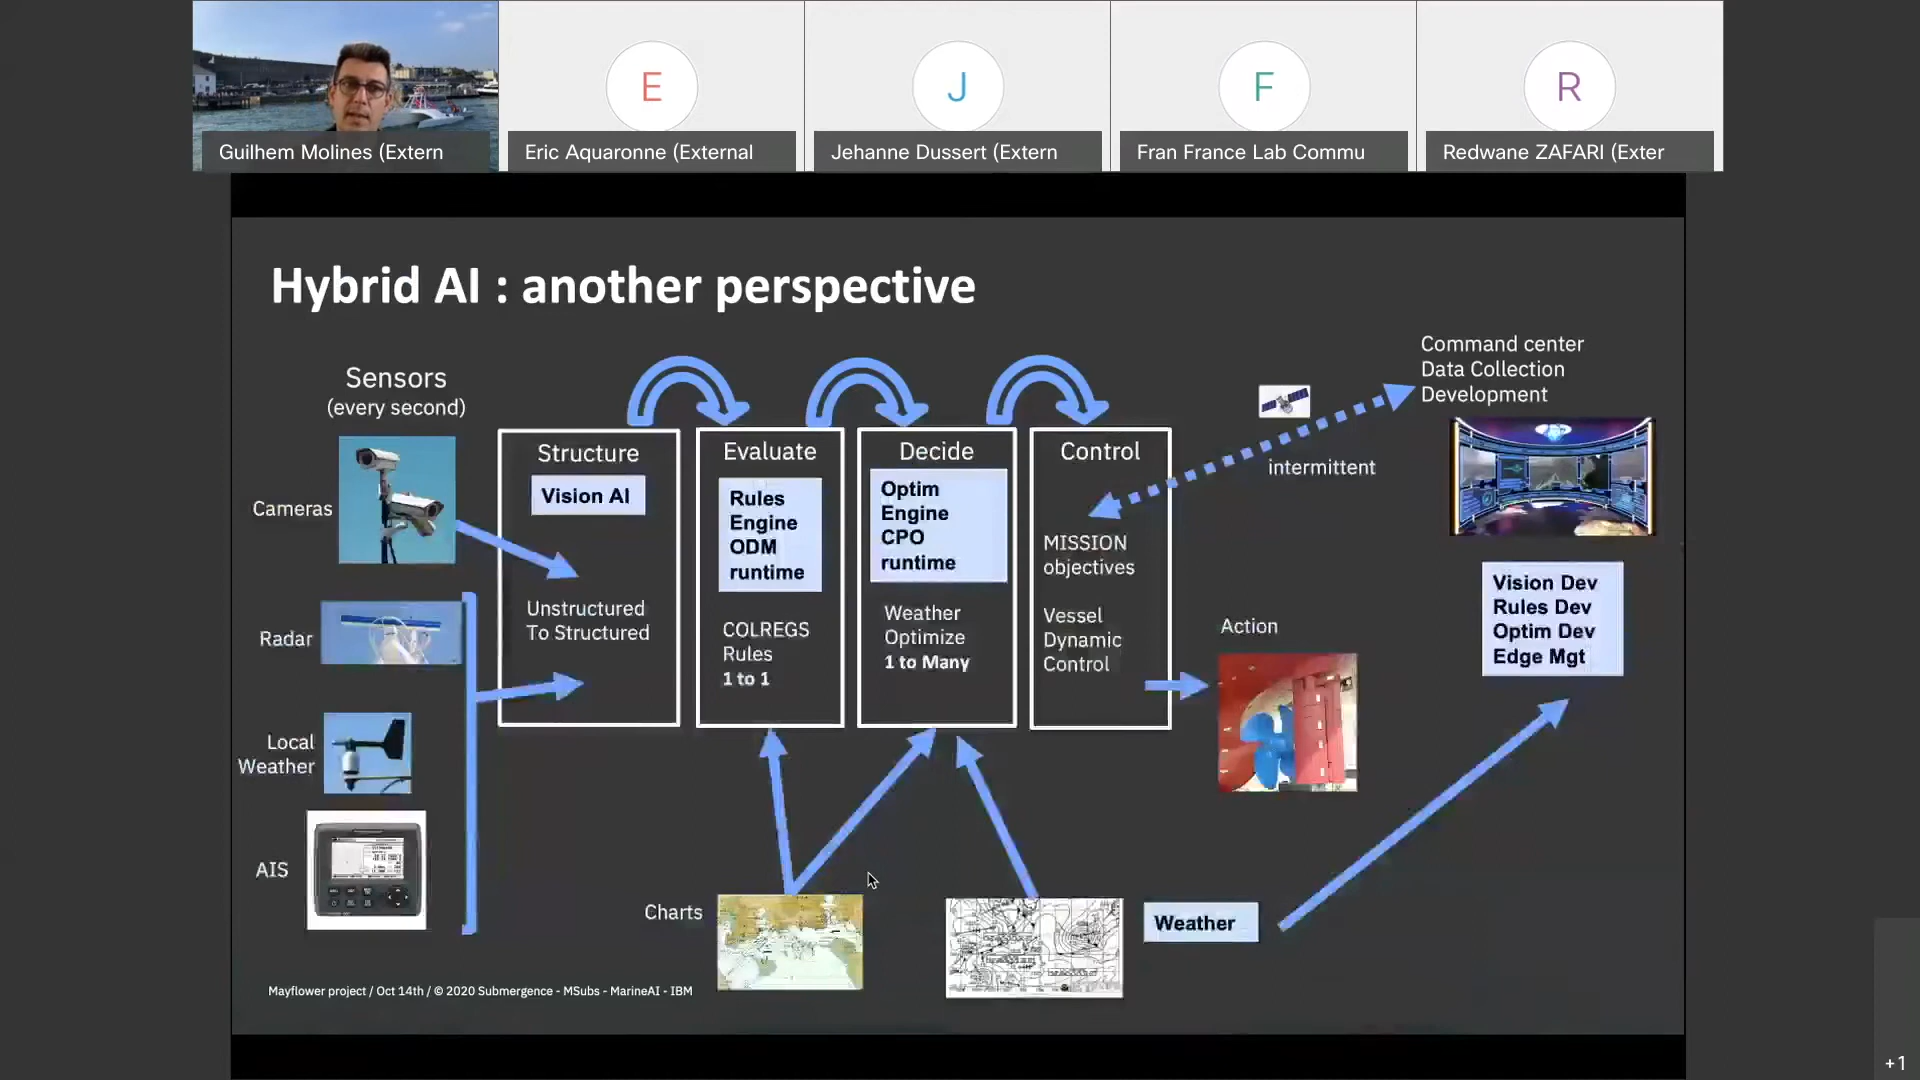 E
J
F
R
Guilhem Molines (Extern
Eric Aquaronne (External
Jehanne Dussert (Extern
Fran France Lab Commu
Redwane ZAFARI (Exter
Hybrid AI : another perspective
Sensors
(every second)
Cameras
Radar
Local
Weather
AIS
Structure
Vision AI
Unstructured
To Structured
Evaluate
Rules
Engine
ODM
runtime
COLREGS
Rules
1 to 1
Decide
Optim
Engine
CPO
runtime
Weather
Optimize
1 to Many
Control
MISSION
objectives
Vessel
Dynamic
Control
intermittent
Command center
Data Collection
Development
Action
Vision Dev
Rules Dev
Optim Dev
Edge Mgt
Charts
Weather
Mayflower project / Oct 14th / © 2020 Submergence - MSubs - MarineAI - IBM
+1